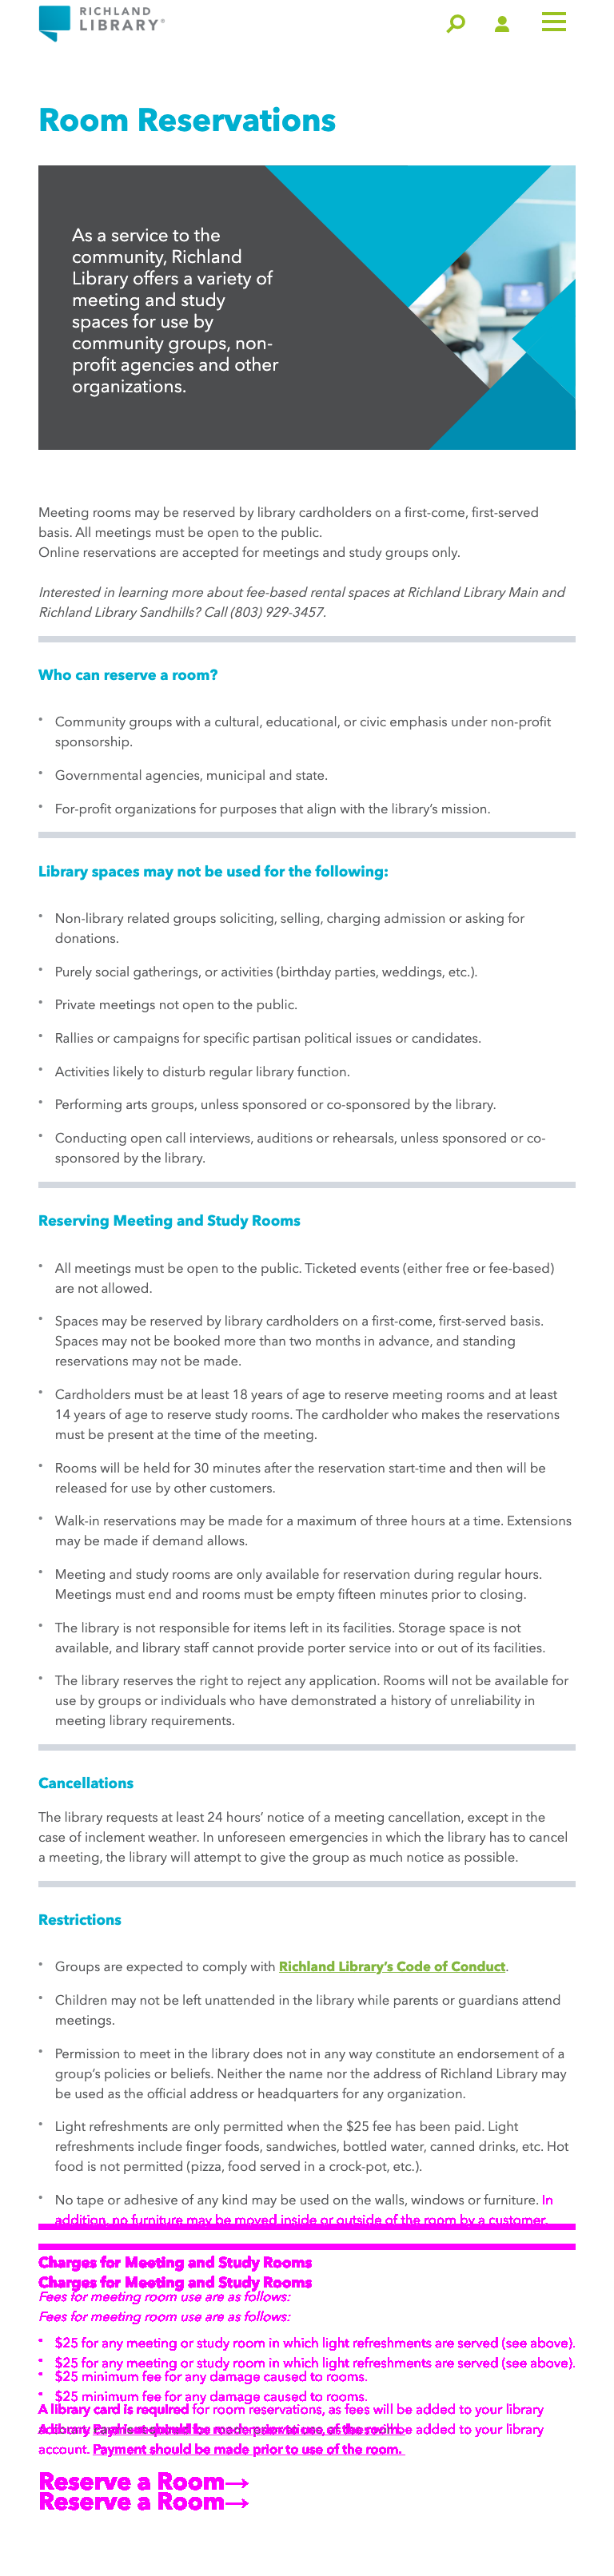 RICHLAND
LIBRARY®
Room Reservations
As a service to the
community, Richland
Library offers a variety of
meeting and study
spaces for use by
community groups, non-
profit agencies and other
organizations.
Meeting rooms may be reserved by library cardholders on a first-come, first-served
basis. All meetings must be open to the public.
Online reservations are accepted for meetings and study groups only.
Interested in learning more about fee-based rental spaces at Richland Library Main and
Richland Library Sandhills? Call (803) 929-3457.
Who can reserve a room?
• Community groups with a cultural, educational, or civic emphasis under non-profit
sponsorship.
• Governmental agencies, municipal and state.
• For-profit organizations for purposes that align with the library’s mission.
Library spaces may not be used for the following:
• Non-library related groups soliciting, selling, charging admission or asking for
donations.
• Purely social gatherings, or activities (birthday parties, weddings, etc.).
• Private meetings not open to the public.
• Rallies or campaigns for specific partisan political issues or candidates.
• Activities likely to disturb regular library function.
• Performing arts groups, unless sponsored or co-sponsored by the library.
• Conducting open call interviews, auditions or rehearsals, unless sponsored or co-
sponsored by the library.
Reserving Meeting and Study Rooms
• All meetings must be open to the public. Ticketed events (either free or fee-based)
are not allowed.
• Spaces may be reserved by library cardholders on a first-come, first-served basis.
Spaces may not be booked more than two months in advance, and standing
reservations may not be made.
• Cardholders must be at least 18 years of age to reserve meeting rooms and at least
14 years of age to reserve study rooms. The cardholder who makes the reservations
must be present at the time of the meeting.
• Rooms will be held for 30 minutes after the reservation start-time and then will be
released for use by other customers.
• Walk-in reservations may be made for a maximum of three hours at a time. Extensions
may be made if demand allows.
• Meeting and study rooms are only available for reservation during regular hours.
Meetings must end and rooms must be empty fifteen minutes prior to closing.
• The library is not responsible for items left in its facilities. Storage space is not
available, and library staff cannot provide porter service into or out of its facilities.
• The library reserves the right to reject any application. Rooms will not be available for
use by groups or individuals who have demonstrated a history of unreliability in
meeting library requirements.
Cancellations
The library requests at least 24 hours’ notice of a meeting cancellation, except in the
case of inclement weather. In unforeseen emergencies in which the library has to cancel
a meeting, the library will attempt to give the group as much notice as possible.
Restrictions
• Groups are expected to comply with Richland Library’s Code of Conduct.
• Children may not be left unattended in the library while parents or guardians attend
meetings.
• Permission to meet in the library does not in any way constitute an endorsement of a
group’s policies or beliefs. Neither the name nor the address of Richland Library may
be used as the official address or headquarters for any organization.
• Light refreshments are only permitted when the $25 fee has been paid. Light
refreshments include finger foods, sandwiches, bottled water, canned drinks, etc. Hot
food is not permitted (pizza, food served in a crock-pot, etc.).
• No tape or adhesive of any kind may be used on the walls, windows or furniture. In
addition, no furniture may be moved inside or outside of the room by a customer.
Charges for Meeting and Study Rooms
Charges for Meeting and Study Rooms
Fees for meeting room use are as follows:
Fees for meeting room use are as follows:
• $25 for any meeting or study room in which light refreshments are served (see above).
• $25 for any meeting or study room in which light refreshments are served (see above).
• $25 minimum fee for any damage caused to rooms.
• $25 minimum fee for any damage caused to rooms.
A library card is required for room reservations, as fees will be added to your library
account. Payment should be made prior to use of the room.
A library card is required for room reservations, as fees will be added to your library
account. Payment should be made prior to use of the room.
Reserve a Room→
Reserve a Room→